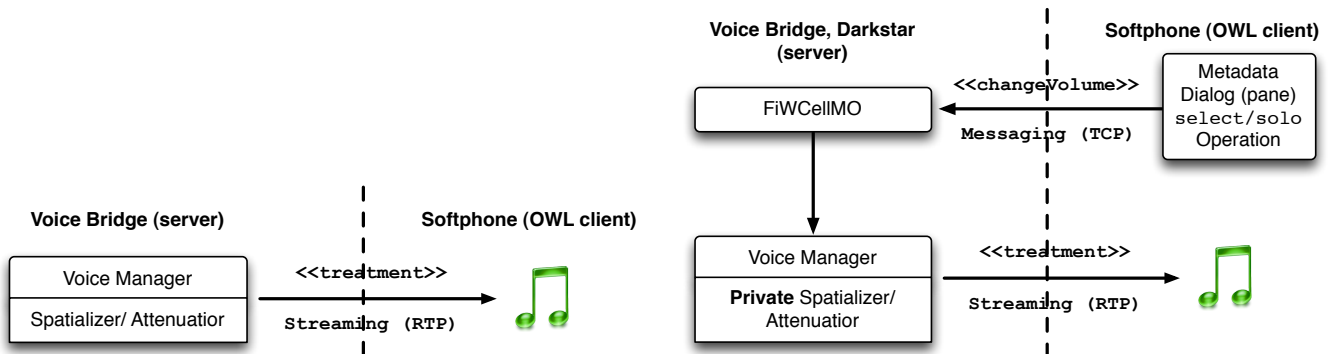 Voice Bridge (server)
Softphone (OWL client)
Voice Manager
Spatializer/ Attenuatior
<<treatment>>
Streaming (RTP)
Voice Bridge, Darkstar
(server)
Softphone (OWL client)
FiWCellMO
<<changeVolume>>
Messaging (TCP)
Metadata
Dialog (pane)
select/solo
Operation
Voice Manager
Private Spatializer/
Attenuatior
<<treatment>>
Streaming (RTP)